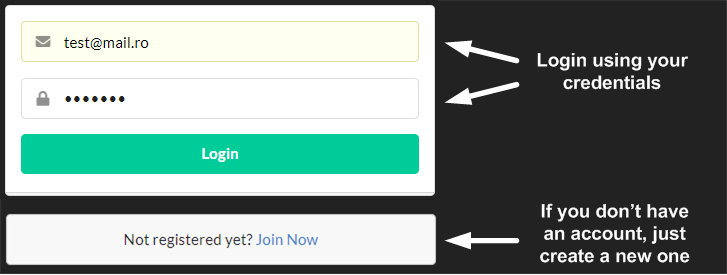 test@mail.ro
•••••••
Login
Not registered yet? Join Now
Login using your
credentials
If you don't have
an account, just
create a new one